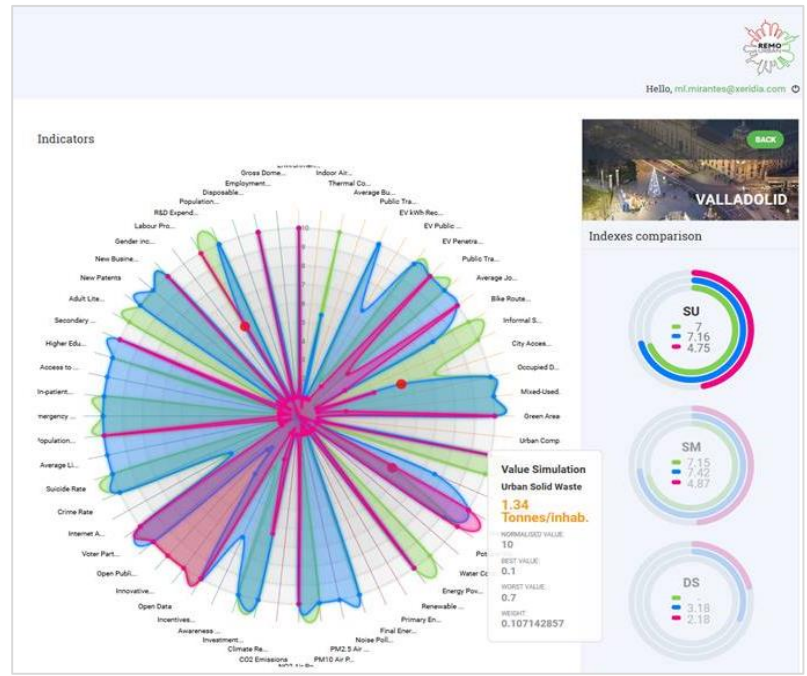 REMO
URBAN
Hello, ml.mirantes@xeridia.com
Indicators
BACK
VALLADOLID
Indexes comparison
Gross Dome...
Indoor Air...
Employment...
Thermal Co...
Disposable...
Average Bu...
Population...
Public Tra...
R&D Expend...
EV kWh Rec...
Labour Pro...
EV Public ...
Gender inc...
EV Penetra...
New Busine...
Public Tra...
New Patents
Average Jo...
Adult Lite...
Bike Route...
Secondary ...
Informal S...
Higher Edu...
City Acces...
Access to ...
Occupied D...
In-patient...
Mixed-Used.
mergency ...
Green Area
'opulation...
Urban Comp
Average Li...
Suicide Rate
Crime Rate
Internet A...
Voter Part...
Open Publi...
Innovative...
Open Data
Incentives...
Awareness ...
Investment...
Climate Re...
CO2 Emissions
PM10 Air P...
PM2.5 Air ...
Noise Poll...
Final Ener...
Primary En...
Renewable ...
Energy Pov...
Water Co
Pot
10
9
8
7
Value Simulation
Urban Solid Waste
1.34
Tonnes/inhab.
NORMALISED VALUE:
10
BEST VALUE:
0.1
WORST VALUE:
0.7
WEIGHT
0.107142857
SU
7
7.16
4.75
SM
7.15
7.42
4.87
DS
-
3.18
2.18